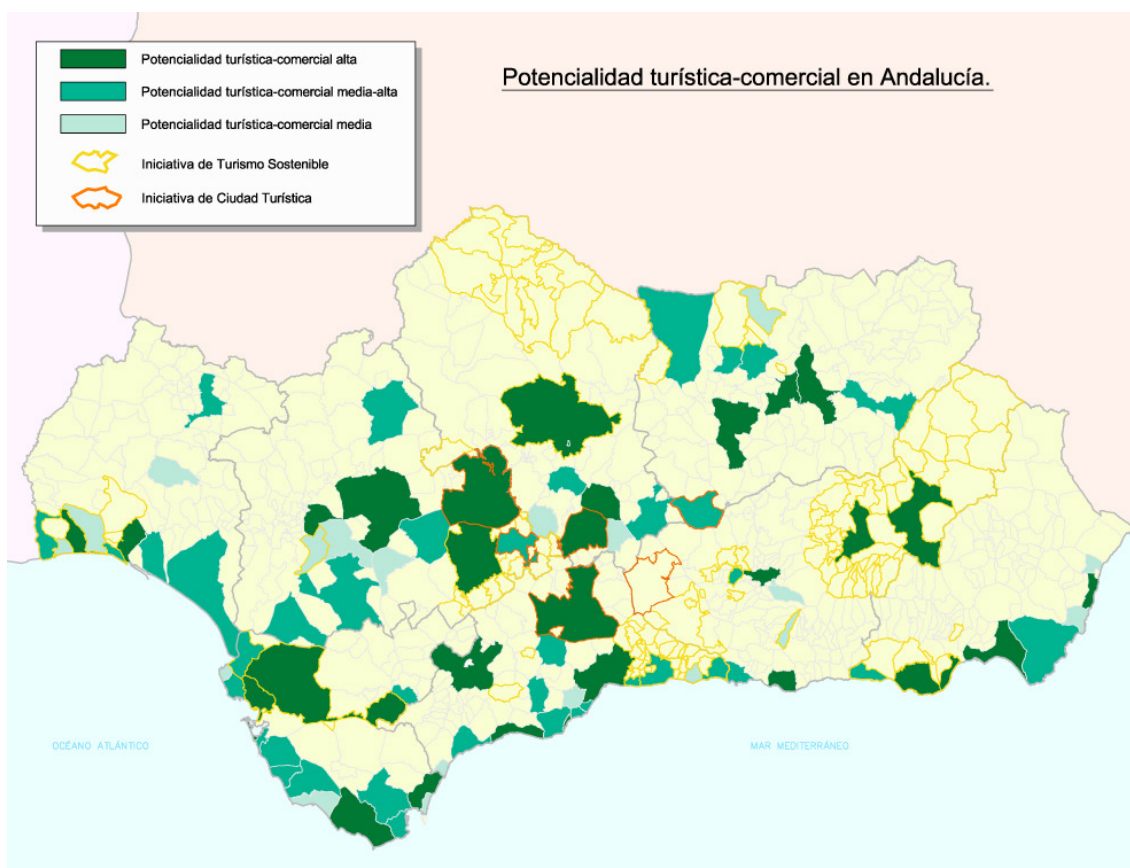 Potencialidad turística-comercial alta
Potencialidad turística-comercial media-alta
Potencialidad turística-comercial media
Iniciativa de Turismo Sostenible
Iniciativa de Ciudad Turística
Potencialidad turística-comercial en Andalucía.
OCÉANO ATLÁNTICO
MAR MEDITERRÁNEO